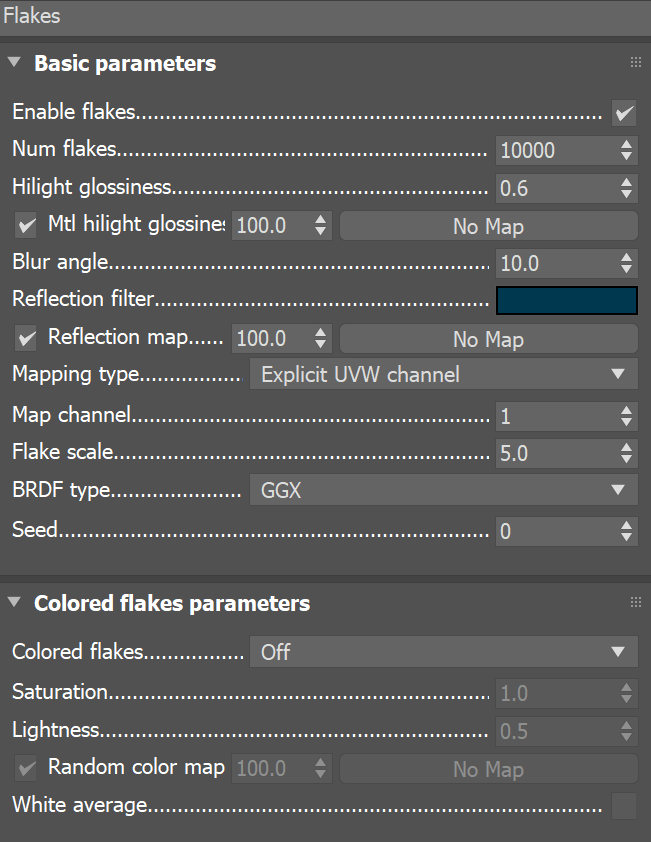 Flakes
Basic parameters
Enable flakes
Num flakes 10000
Hilight glossiness 0.6
Mtl hilight glossines 100.0 No Map
Blur angle 10.0
Reflection filter
Reflection map 100.0 No Map
Mapping type Explicit UVW channel
Map channel 1
Flake scale 5.0
BRDF type GGX
Seed 0
Colored flakes parameters
Colored flakes Off
Saturation 1.0
Lightness 0.5
Random color map 100.0 No Map
White average